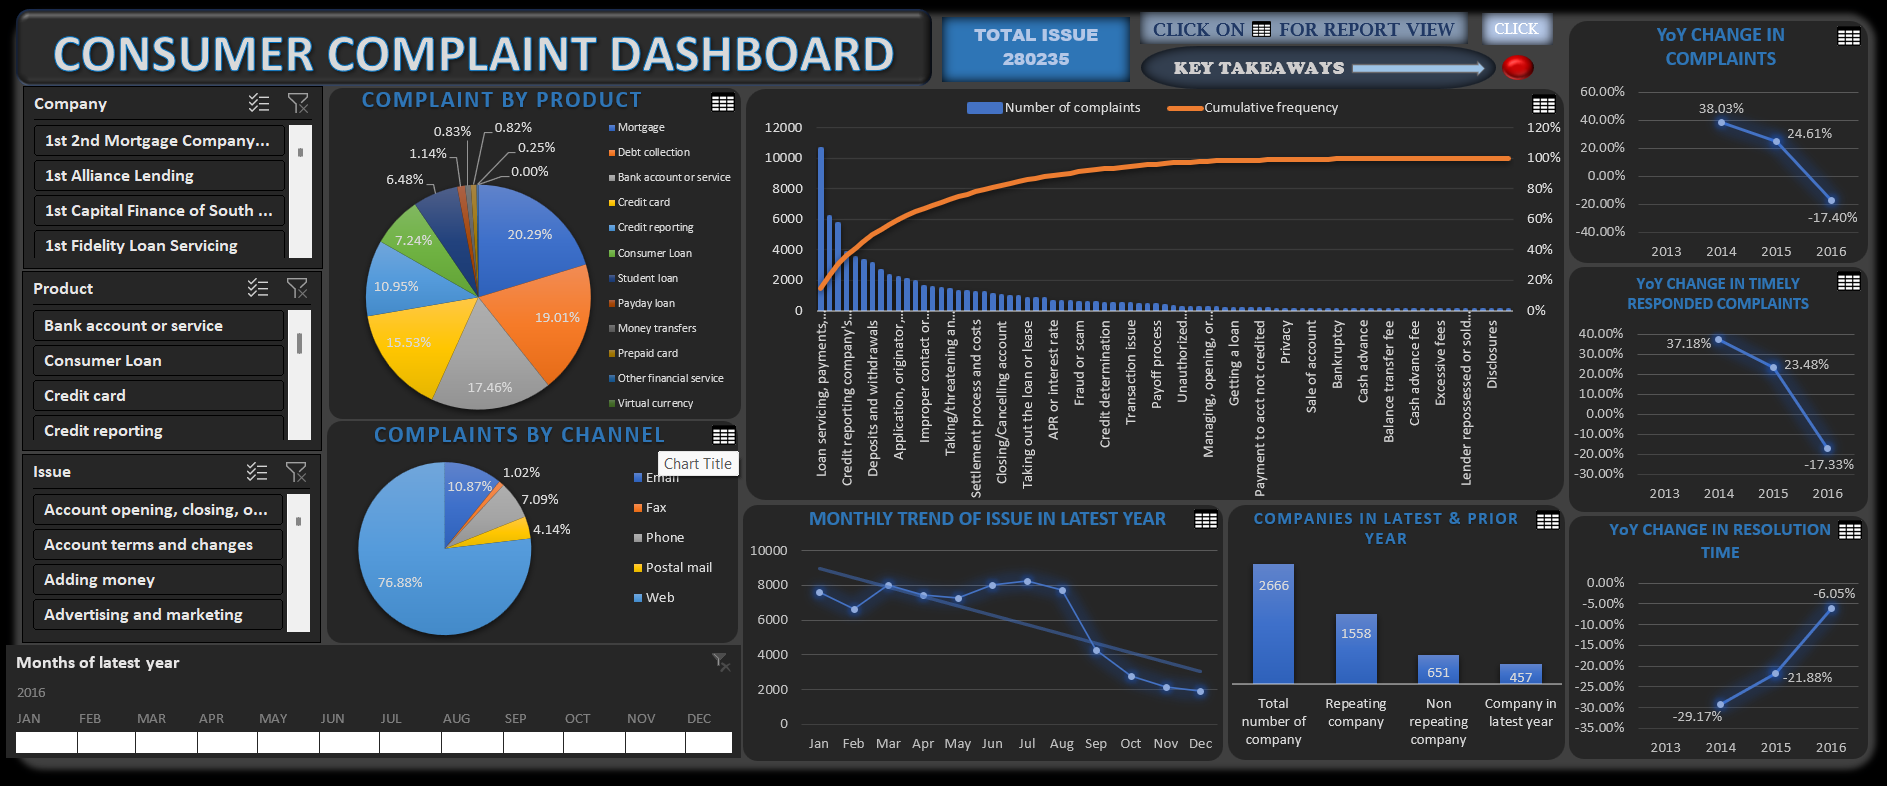 CONSUMER COMPLAINT DASHBOARD
TOTAL ISSUE
280235
CLICK ON FOR REPORT VIEW
CLICK
KEY TAKEAWAYS
Company
1st 2nd Mortgage Company...
1st Alliance Lending
1st Capital Finance of South ...
1st Fidelity Loan Servicing
Product
Bank account or service
Consumer Loan
Credit card
Credit reporting
Issue
Account opening, closing, o...
Account terms and changes
Adding money
Advertising and marketing
Months of latest year
2016
JAN FEB MAR APR MAY JUN JUL AUG SEP OCT NOV DEC
COMPLAINT BY PRODUCT
0.83%
0.82%
1.14%
0.25%
6.48%
0.00%
7.24%
20.29%
10.95%
19.01%
15.53%
17.46%
Mortgage
Debt collection
Bank account or service
Credit card
Credit reporting
Consumer Loan
Student loan
Payday loan
Money transfers
Prepaid card
Other financial service
Virtual currency
COMPLAINTS BY CHANNEL
Chart Title
10.87%
1.02%
7.09%
4.14%
76.88%
Email
Fax
Phone
Postal mail
Web
Number of complaints
Cumulative frequency
12000
10000
8000
6000
4000
2000
0
120%
100%
80%
60%
40%
20%
0%
Loan servicing, payments,...
Credit reporting company's...
Deposits and withdrawals
Application, originator,...
Improper contact or...
Taking/threatening an...
Settlement process and costs
Closing/Cancelling account
Taking out the loan or lease
APR or interest rate
Fraud or scam
Credit determination
Transaction issue
Payoff process
Unauthorized...
Managing, opening, or...
Getting a loan
Payment to acct not credited
Privacy
Sale of account
Bankruptcy
Cash advance
Balance transfer fee
Cash advance fee
Excessive fees
Lender repossessed or sold...
Disclosures
MONTHLY TREND OF ISSUE IN LATEST YEAR
10000
8000
6000
4000
2000
0
Jan Feb Mar Apr May Jun Jul Aug Sep Oct Nov Dec
COMPANIES IN LATEST & PRIOR
YEAR
2666
1558
651
457
Total
number of
company
Repeating
company
Non
repeating
company
Company in
latest year
YoY CHANGE IN
COMPLAINTS
60.00%
40.00%
20.00%
0.00%
-20.00%
-40.00%
38.03%
24.61%
-17.40%
2013 2014 2015 2016
YoY CHANGE IN TIMELY
RESPONDED COMPLAINTS
40.00%
30.00%
20.00%
10.00%
0.00%
-10.00%
-20.00%
-30.00%
37.18%
23.48%
-17.33%
2013 2014 2015 2016
YoY CHANGE IN RESOLUTION
TIME
0.00%
-5.00%
-10.00%
-15.00%
-20.00%
-25.00%
-30.00%
-35.00%
-6.05%
-21.88%
-29.17%
2013 2014 2015 2016